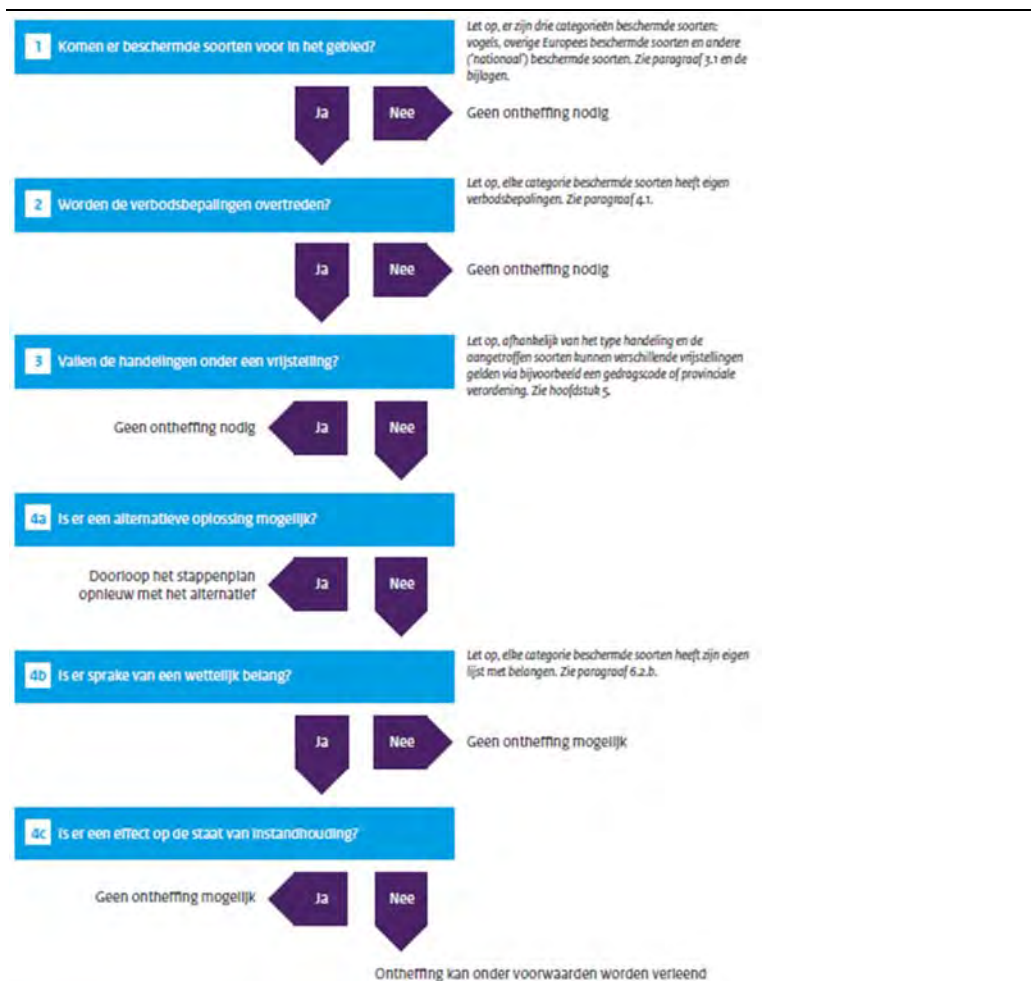 1 Komen er beschermde soorten voor in het gebied?
Let op, er zijn drie categorieën beschermde soorten:
vogels, overige Europees beschermde soorten en andere
('nationaal') beschermde soorten. Zie paragraaf 3.1 en de
bijlagen.
Ja
Nee
Geen ontheffing nodig
2 Worden de verbodsbepalingen overtreden?
Let op, elke categorie beschermde soorten heeft eigen
verbodsbepalingen. Zie paragraaf 4.1.
Ja
Nee
Geen ontheffing nodig
3 Vallen de handelingen onder een vrijstelling?
Let op, afhankelijk van het type handeling en de
aangetroffen soorten kunnen verschillende vrijstellingen
gelden via bijvoorbeeld een gedragscode of provinciale
verordening. Zie hoofdstuk 5.
Geen ontheffing nodig
Ja
Nee
4a Is er een alternatieve oplossing mogelijk?
Doorloop het stappenplan
opnieuw met het alternatief
Ja
Nee
4b Is er sprake van een wettelijk belang?
Let op, elke categorie beschermde soorten heeft zijn eigen
lijst met belangen. Zie paragraaf 6.2.b.
Ja
Nee
Geen ontheffing mogelijk
4c Is er een effect op de staat van instandhouding?
Geen ontheffing mogelijk
Ja
Nee
Ontheffing kan onder voorwaarden worden verleend